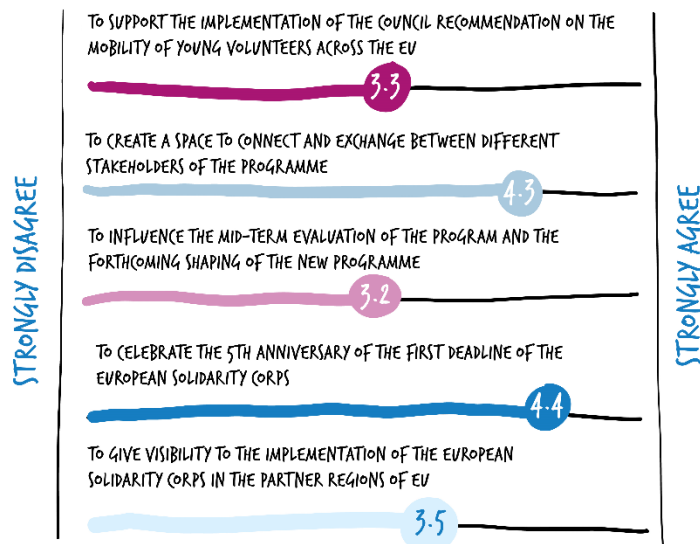 TO SUPPORT THE IMPLEMENTATION OF THE COUNCIL RECOMMENDATION ON THE
MOBILITY OF YOUNG VOLUNTEERS ACROSS THE EU
3.3
TO CREATE A SPACE TO CONNECT AND EXCHANGE BETWEEN DIFFERENT
STAKEHOLDERS OF THE PROGRAMME
4.3
TO INFLUENCE THE MID-TERM EVALUATION OF THE PROGRAM AND THE
FORTHCOMING SHAPING OF THE NEW PROGRAMME
3.2
TO CELEBRATE THE 5TH ANNIVERSARY OF THE FIRST DEADLINE OF THE
EUROPEAN SOLIDARITY CORPS
4.4
TO GIVE VISIBILITY TO THE IMPLEMENTATION OF THE EUROPEAN
SOLIDARITY CORPS IN THE PARTNER REGIONS OF EU
3.5
STRONGLY DISAGREE
STRONGLY AGREE